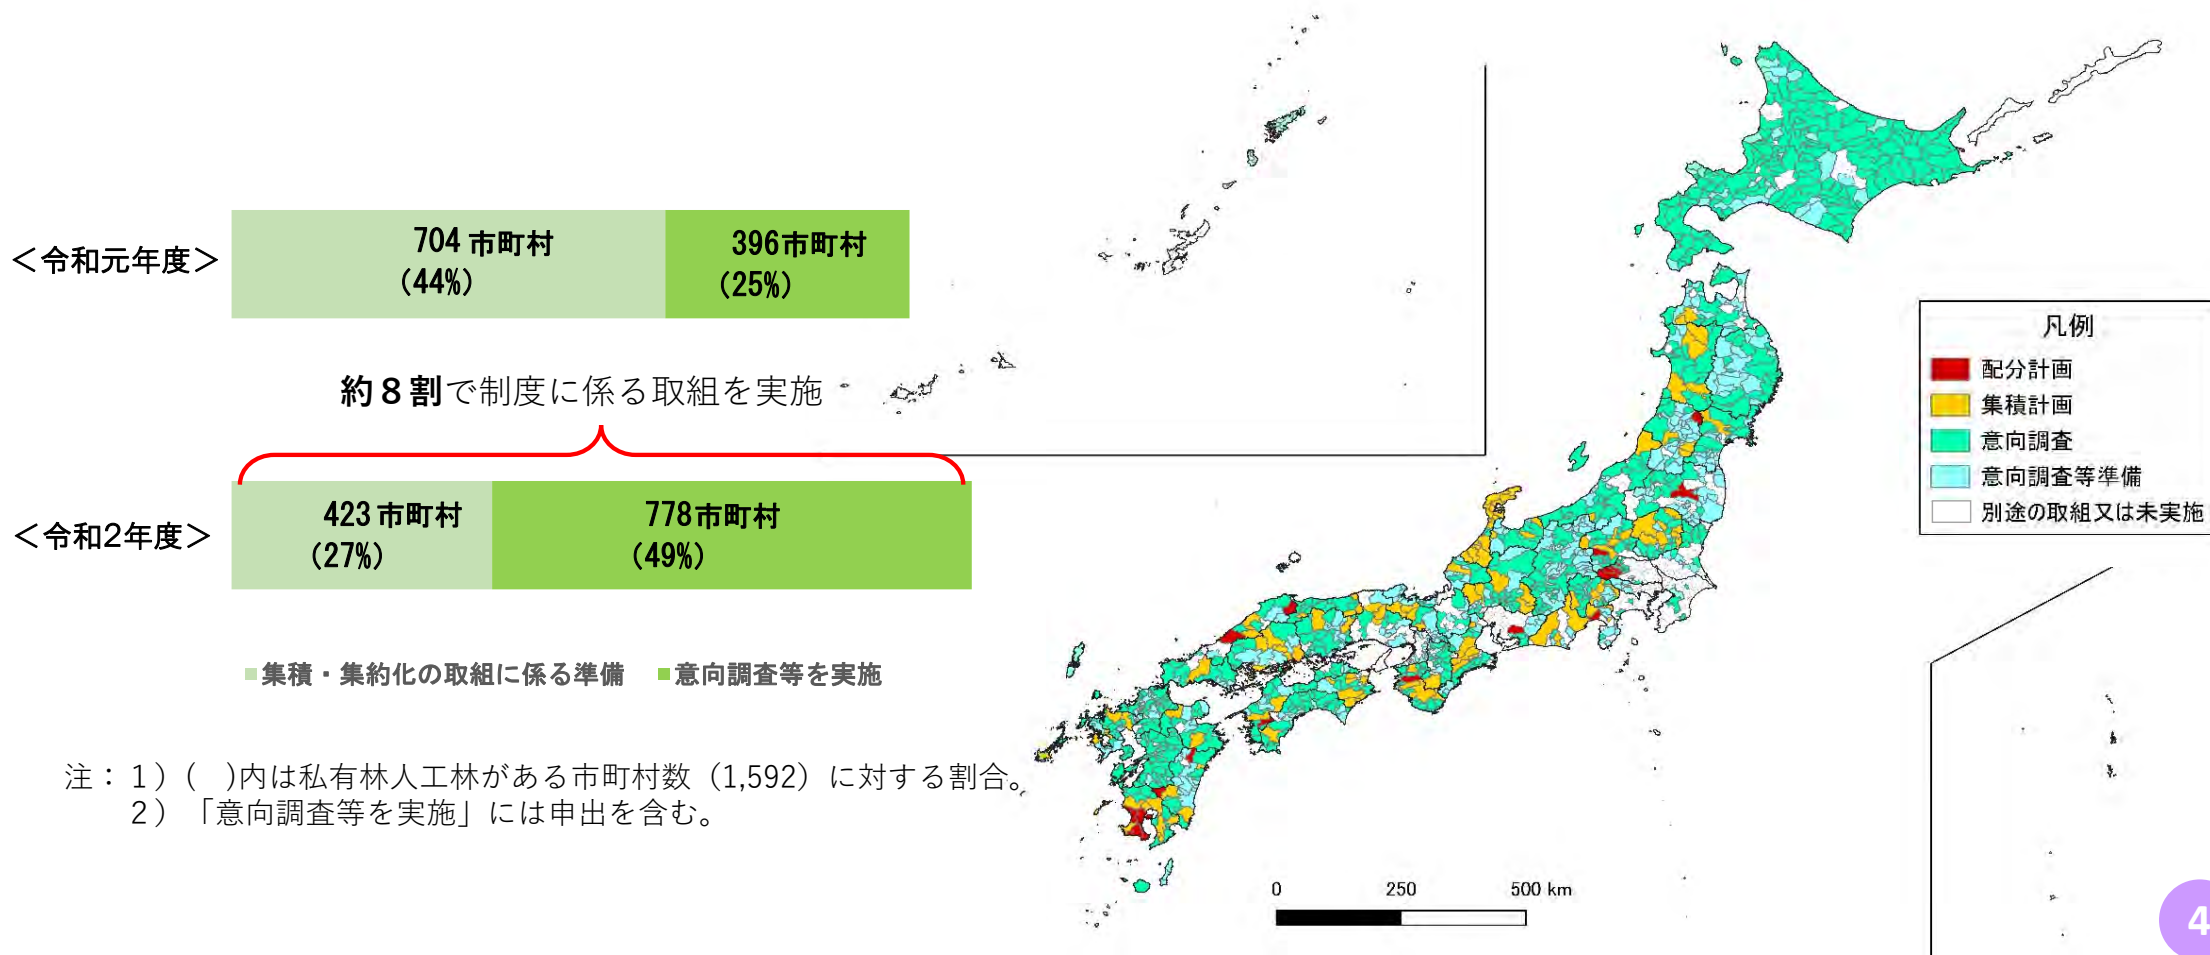 <令和元年度>
704 市町村
(44%)
396市町村
(25%)
約8割で制度に係る取組を実施
<令和2年度>
423 市町村
(27%)
778市町村
(49%)
集積・集約化の取組に係る準備
意向調査等を実施
注：1）(　)内は私有林人工林がある市町村数（1,592）に対する割合。
2）「意向調査等を実施」には申出を含む。
凡例
配分計画
集積計画
意向調査
意向調査等準備
別途の取組又は未実施
0 250 500 km
4